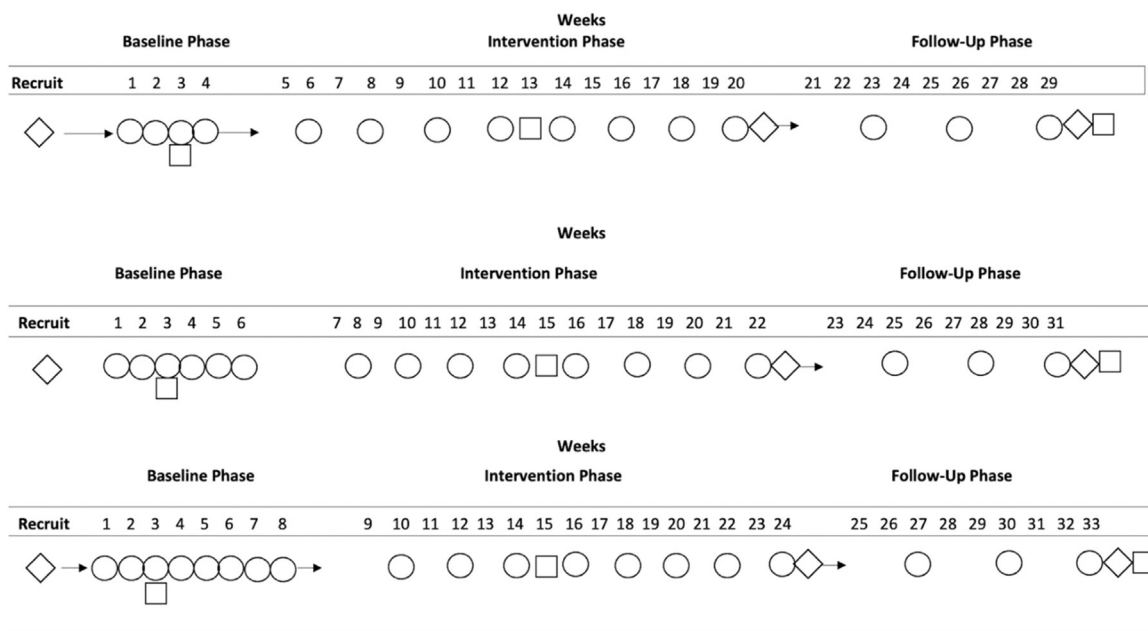 Weeks
Baseline Phase Intervention Phase Follow-Up Phase
Recruit 1 2 3 4 5 6 7 8 9 10 11 12 13 14 15 16 17 18 19 20 21 22 23 24 25 26 27 28 29
Weeks
Baseline Phase Intervention Phase Follow-Up Phase
Recruit 1 2 3 4 5 6 7 8 9 10 11 12 13 14 15 16 17 18 19 20 21 22 23 24 25 26 27 28 29 30 31
Weeks
Baseline Phase Intervention Phase Follow-Up Phase
Recruit 1 2 3 4 5 6 7 8 9 10 11 12 13 14 15 16 17 18 19 20 21 22 23 24 25 26 27 28 29 30 31 32 33